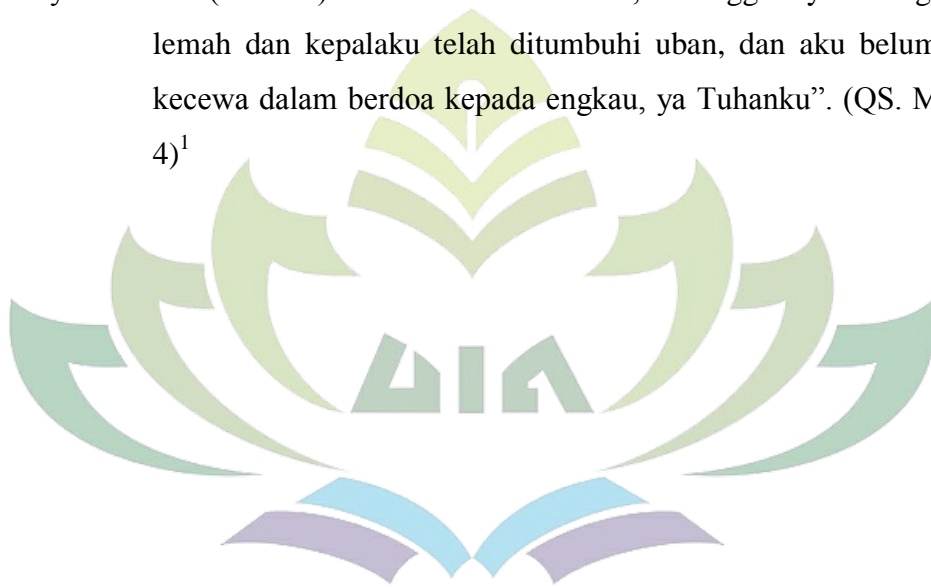 lemah dan kepalaku telah ditumbuhi uban, dan aku belum
kecewa dalam berdoa kepada engkau, ya Tuhanku”. (QS. M
4)¹
UIN